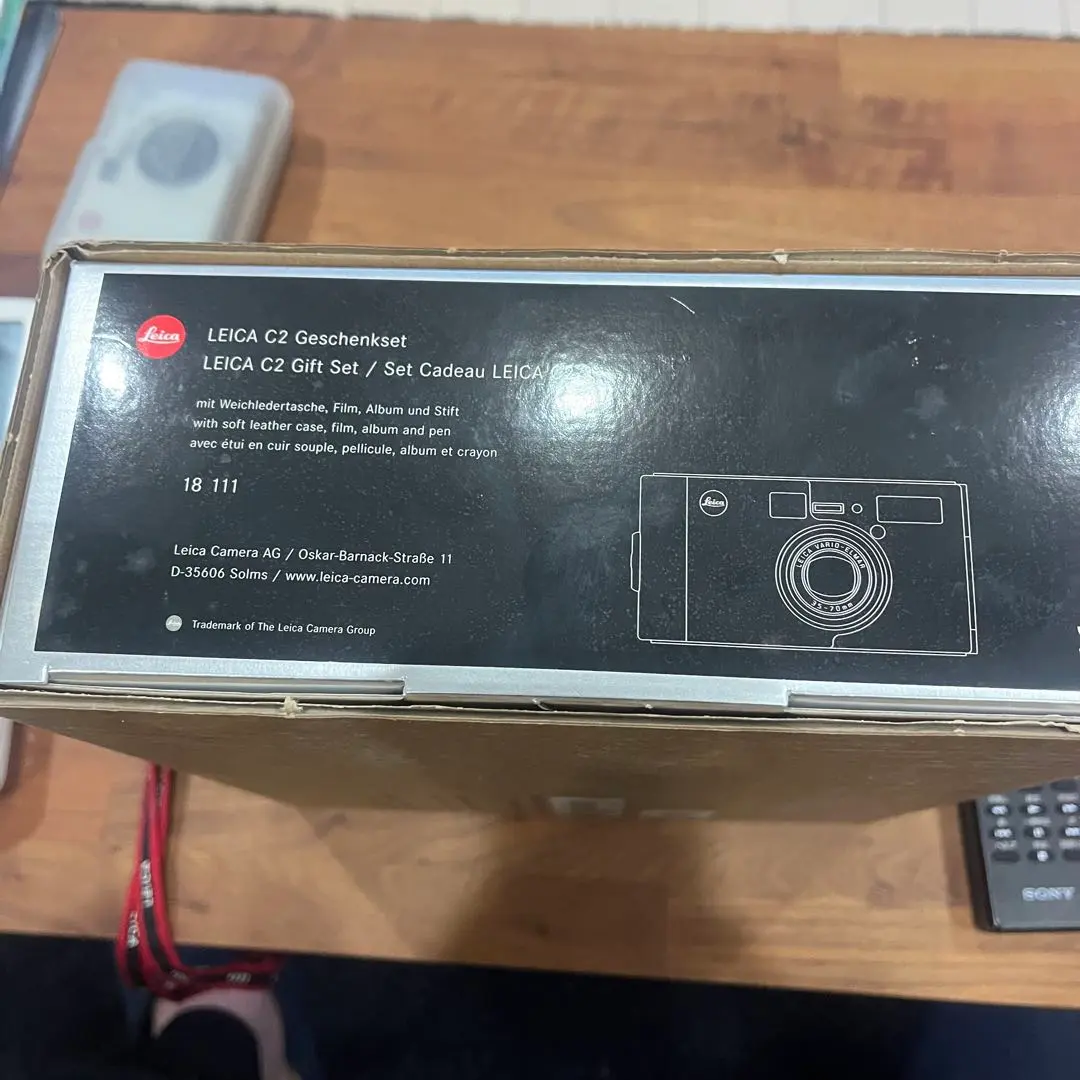 Leica
LEICA C2 Geschenkset
LEICA C2 Gift Set / Set Cadeau LEICA
mit Weichledertasche, Film, Album und Stift
with soft leather case, film, album and pen
avec étui en cuir souple, pellicule, album et crayon
18 111
Leica Camera AG / Oskar-Barnack-Straße 11
D-35606 Solms / www.leica-camera.com
Leica Trademark of The Leica Camera Group
Leica
LEICA VARIO-ELMAR
35-70mm
SONY